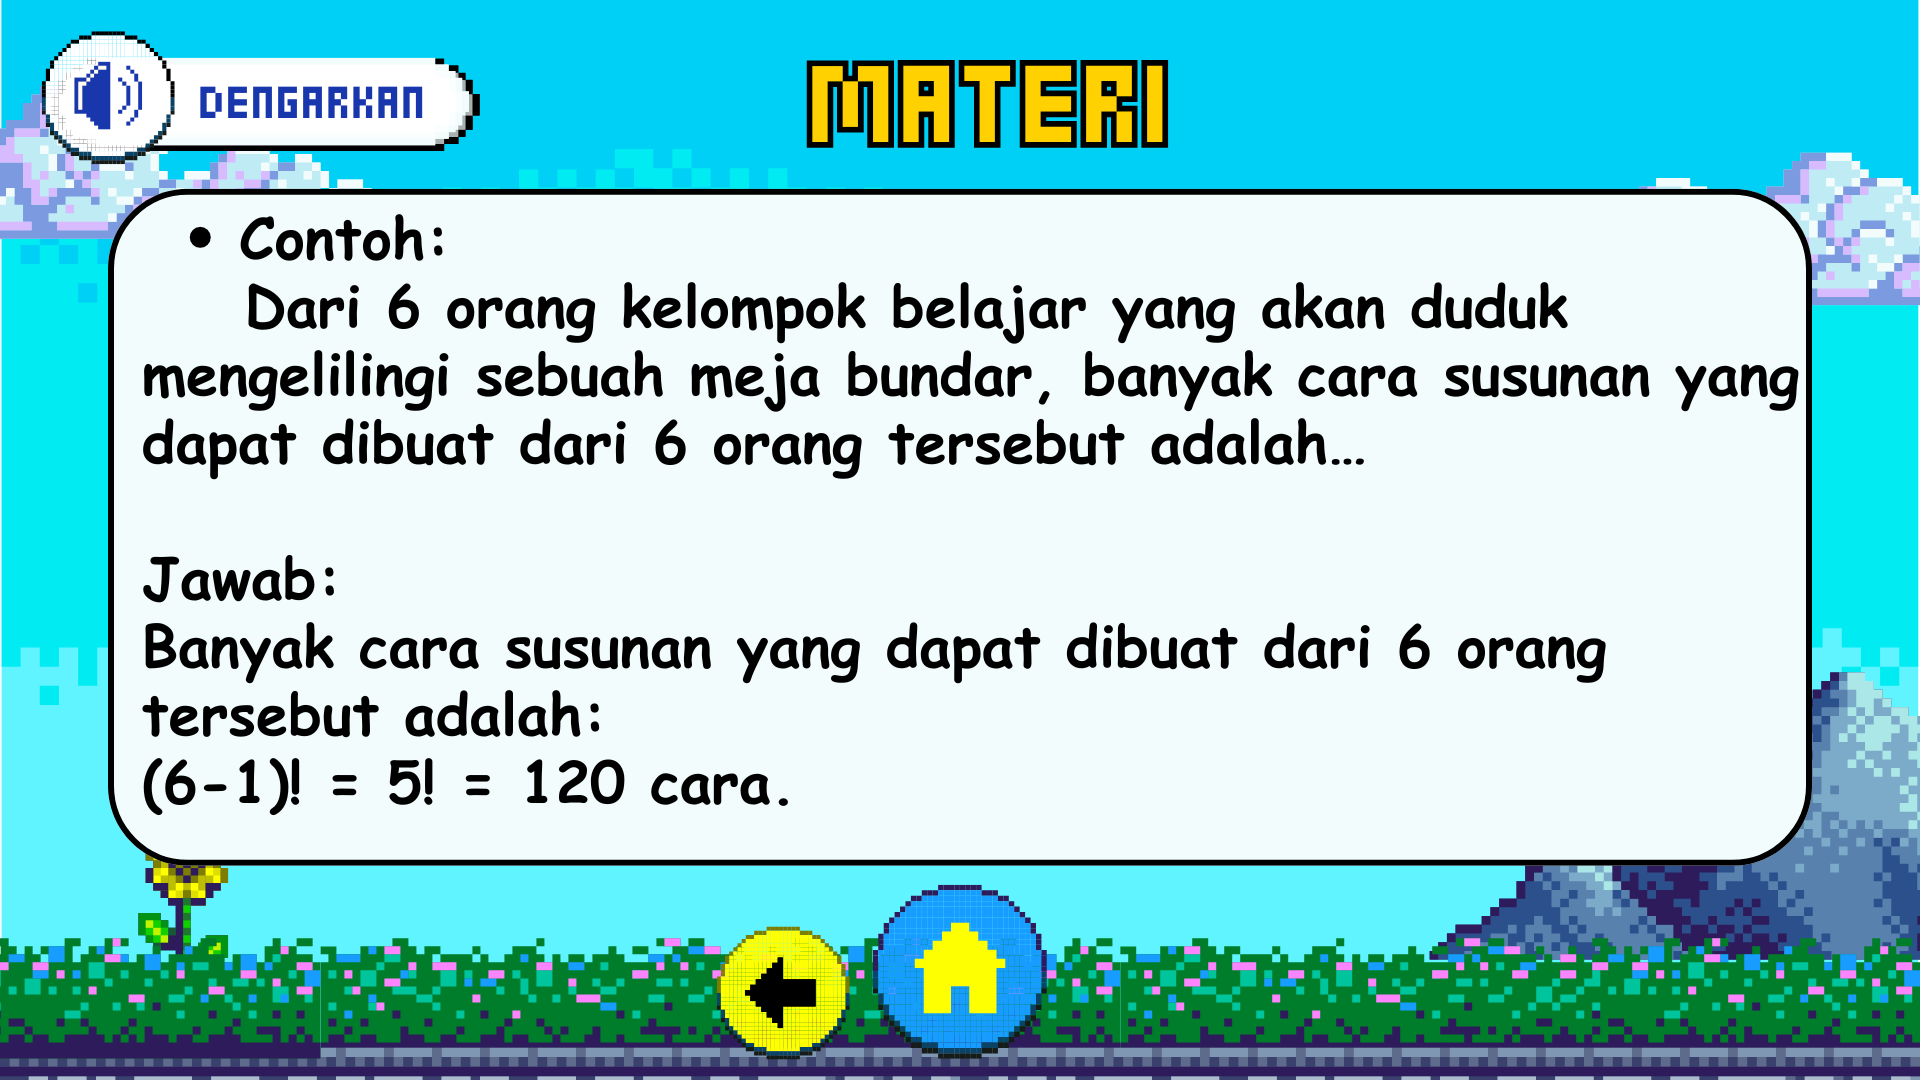 DENGARKAN
MATERI
• Contoh:
Dari 6 orang kelompok belajar yang akan duduk
mengelilingi sebuah meja bundar, banyak cara susunan yang
dapat dibuat dari 6 orang tersebut adalah...
Jawab:
Banyak cara susunan yang dapat dibuat dari 6 orang
tersebut adalah:
(6-1)! = 5! = 120 cara.